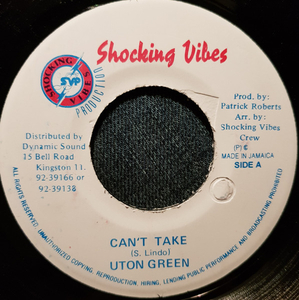 Shocking Vibes
SHOCKING VIBES
SVP
PRODUCTION
Prod. by:
Patrick Roberts
Arr. by:
Shocking Vibes
Crew
(P) ©
MADE IN JAMAICA
SIDE A
Distributed by
Dynamic Sound
15 Bell Road
Kingston 11.
92-39166 or
92-39138
CAN'T TAKE
(S. Lindo)
UTON GREEN
ALL RIGHTS RESERVED. UNAUTHORIZED COPYING, REPRODUCTION, HIRING, LENDING PUBLIC PERFORMANCE AND BROADCASTING PROHIBITED